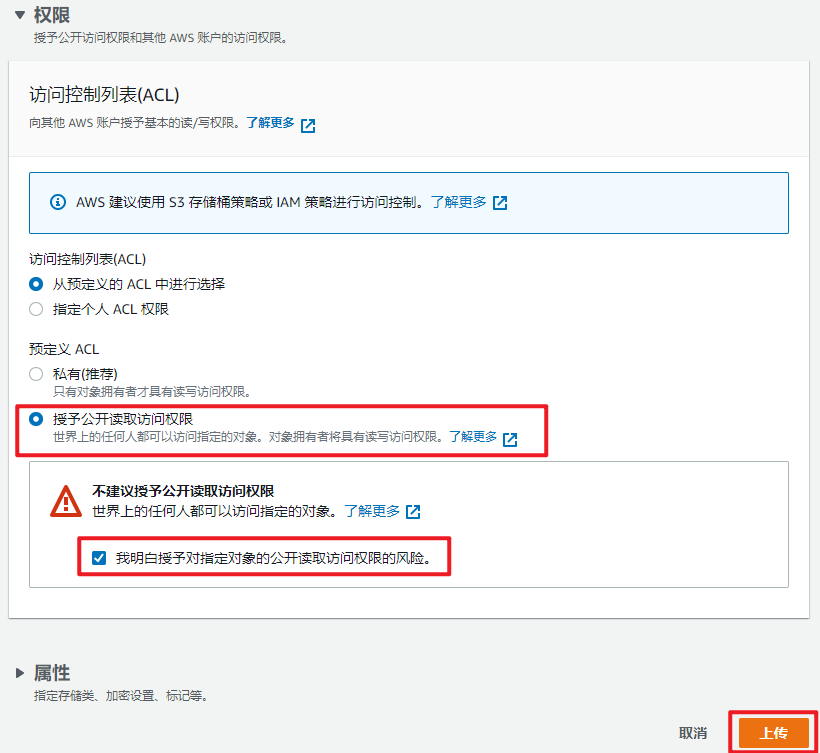 权限
授予公开访问权限和其他 AWS 账户的访问权限。
访问控制列表(ACL)
向其他 AWS 账户授予基本的读/写权限。了解更多
AWS 建议使用 S3 存储桶策略或 IAM 策略进行访问控制。了解更多
访问控制列表(ACL)
从预定义的 ACL 中进行选择
指定个人 ACL 权限
预定义 ACL
私有(推荐)
只有对象拥有者才具有读写访问权限。
授予公开读取访问权限
世界上的任何人都可以访问指定的对象。对象拥有者将具有读写访问权限。了解更多
不建议授予公开读取访问权限
世界上的任何人都可以访问指定的对象。了解更多
我明白授予对指定对象的公开读取访问权限的风险。
属性
指定存储类、加密设置、标记等。
取消
上传